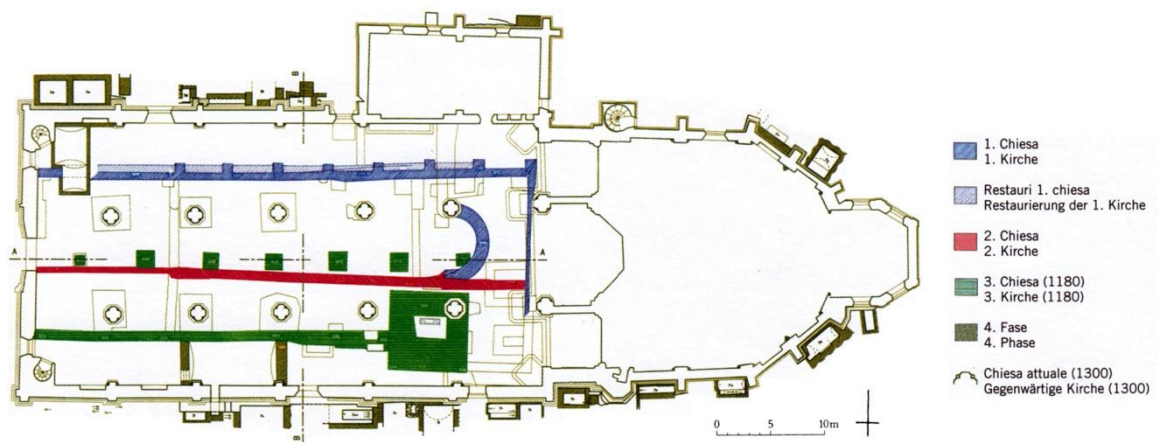 B
A
A
B
1. Chiesa
1. Kirche
Restauri 1. chiesa
Restaurierung der 1. Kirche
2. Chiesa
2. Kirche
3. Chiesa (1180)
3. Kirche (1180)
4. Fase
4. Phase
Chiesa attuale (1300)
Gegenwärtige Kirche (1300)
0 5 10m